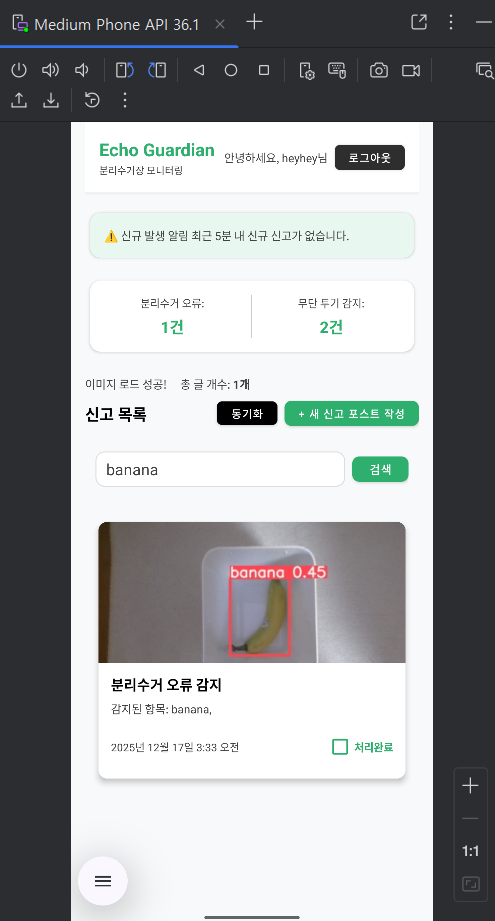 Medium Phone API 36.1
Echo Guardian
분리수거장 모니터링
안녕하세요, heyhey님
로그아웃
⚠️ 신규 발생 알림 최근 5분 내 신규 신고가 없습니다.
분리수거 오류:
1건
무단 투기 감지:
2건
이미지 로드 성공! 총 글 개수: 1개
신고 목록
동기화
+ 새 신고 포스트 작성
banana
검색
banana 0.45
분리수거 오류 감지
감지된 항목: banana,
2025년 12월 17일 3:33 오전
처리완료
1:1